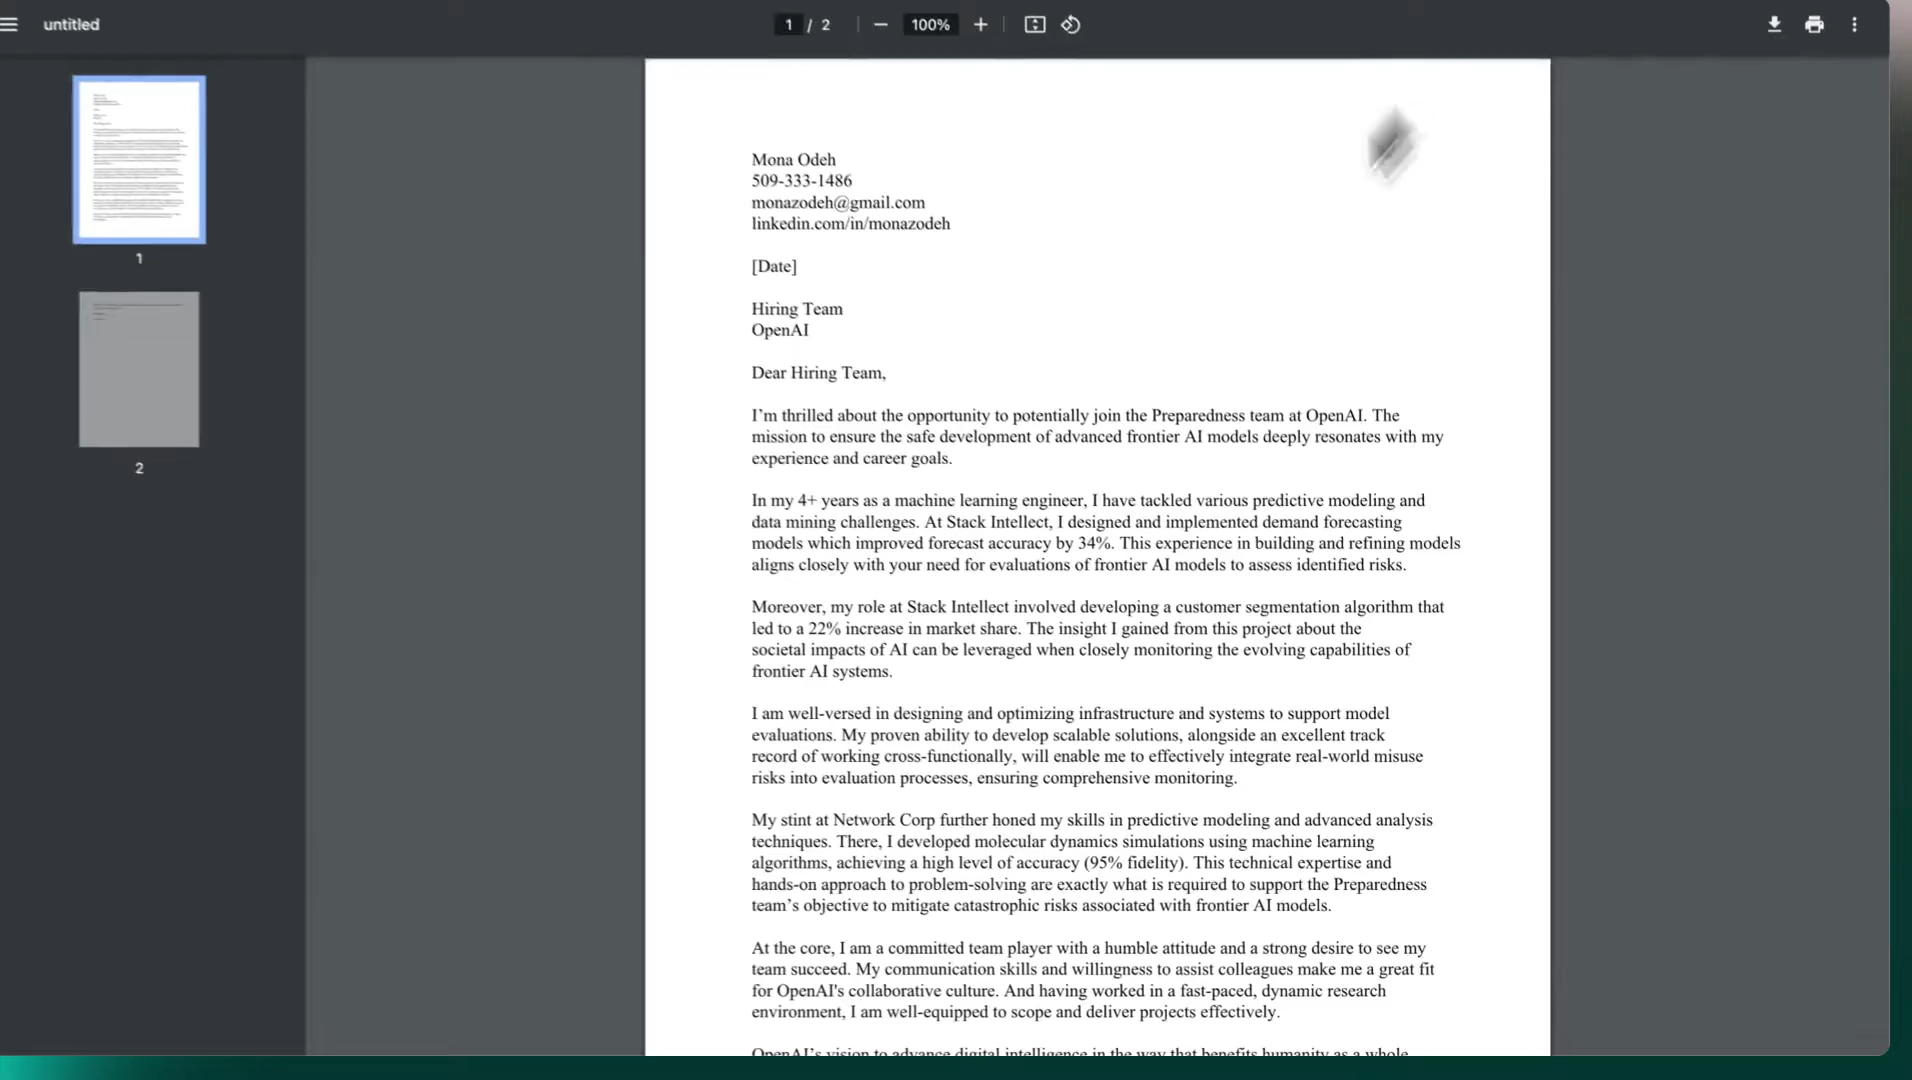 untitled
1 / 2
100%
1
2
Mona Odeh
509-333-1486
monazodeh@gmail.com
linkedin.com/in/monazodeh
[Date]
Hiring Team
OpenAI
Dear Hiring Team,
I’m thrilled about the opportunity to potentially join the Preparedness team at OpenAI. The
mission to ensure the safe development of advanced frontier AI models deeply resonates with my
experience and career goals.
In my 4+ years as a machine learning engineer, I have tackled various predictive modeling and
data mining challenges. At Stack Intellect, I designed and implemented demand forecasting
models which improved forecast accuracy by 34%. This experience in building and refining models
aligns closely with your need for evaluations of frontier AI models to assess identified risks.
Moreover, my role at Stack Intellect involved developing a customer segmentation algorithm that
led to a 22% increase in market share. The insight I gained from this project about the
societal impacts of AI can be leveraged when closely monitoring the evolving capabilities of
frontier AI systems.
I am well-versed in designing and optimizing infrastructure and systems to support model
evaluations. My proven ability to develop scalable solutions, alongside an excellent track
record of working cross-functionally, will enable me to effectively integrate real-world misuse
risks into evaluation processes, ensuring comprehensive monitoring.
My stint at Network Corp further honed my skills in predictive modeling and advanced analysis
techniques. There, I developed molecular dynamics simulations using machine learning
algorithms, achieving a high level of accuracy (95% fidelity). This technical expertise and
hands-on approach to problem-solving are exactly what is required to support the Preparedness
team’s objective to mitigate catastrophic risks associated with frontier AI models.
At the core, I am a committed team player with a humble attitude and a strong desire to see my
team succeed. My communication skills and willingness to assist colleagues make me a great fit
for OpenAI's collaborative culture. And having worked in a fast-paced, dynamic research
environment, I am well-equipped to scope and deliver projects effectively.
OpenAI’s vision to advance digital intelligence in the way that benefits humanity as a whole